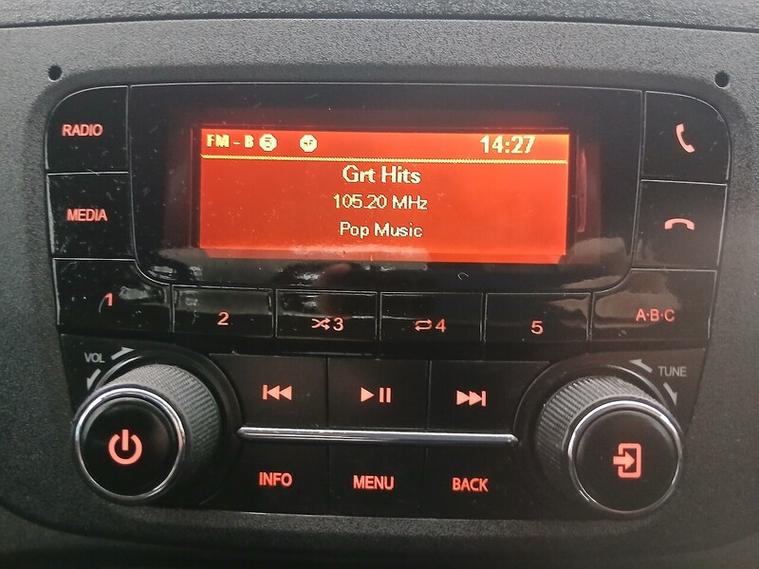 RADIO
FM - B
14:27
Grt Hits
105.20 MHz
Pop Music
MEDIA
1
2
3
4
5
A·B·C
VOL
TUNE
INFO
MENU
BACK